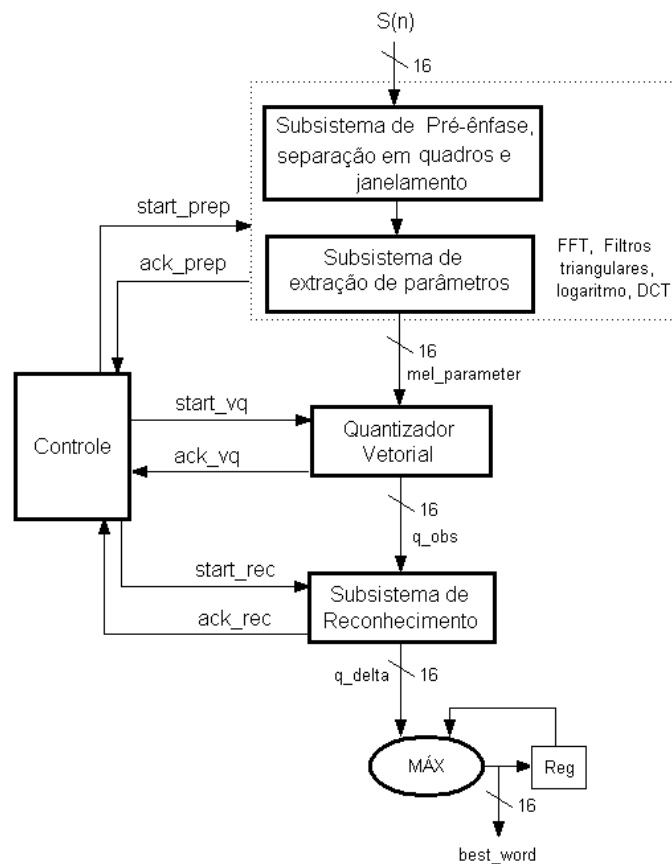 S(n)
16
Subsistema de Pré-ênfase,
separação em quadros e
janelamento
start_prep
ack_prep
Subsistema de
extração de parâmetros
FFT, Filtros
triangulares,
logaritmo, DCT
16
mel_parameter
Controle
start_vq
ack_vq
Quantizador
Vetorial
16
q_obs
start_rec
ack_rec
Subsistema de
Reconhecimento
q_delta
16
MÁX
Reg
16
best_word